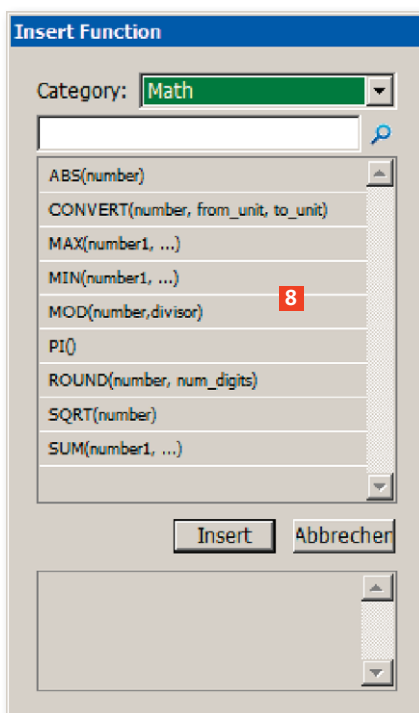 Insert Function
Category: Math
ABS(number)
CONVERT(number, from_unit, to_unit)
MAX(number1, ...)
MIN(number1, ...)
8
MOD(number,divisor)
PI()
ROUND(number, num_digits)
SQRT(number)
SUM(number1, ...)
Insert Abbrechen